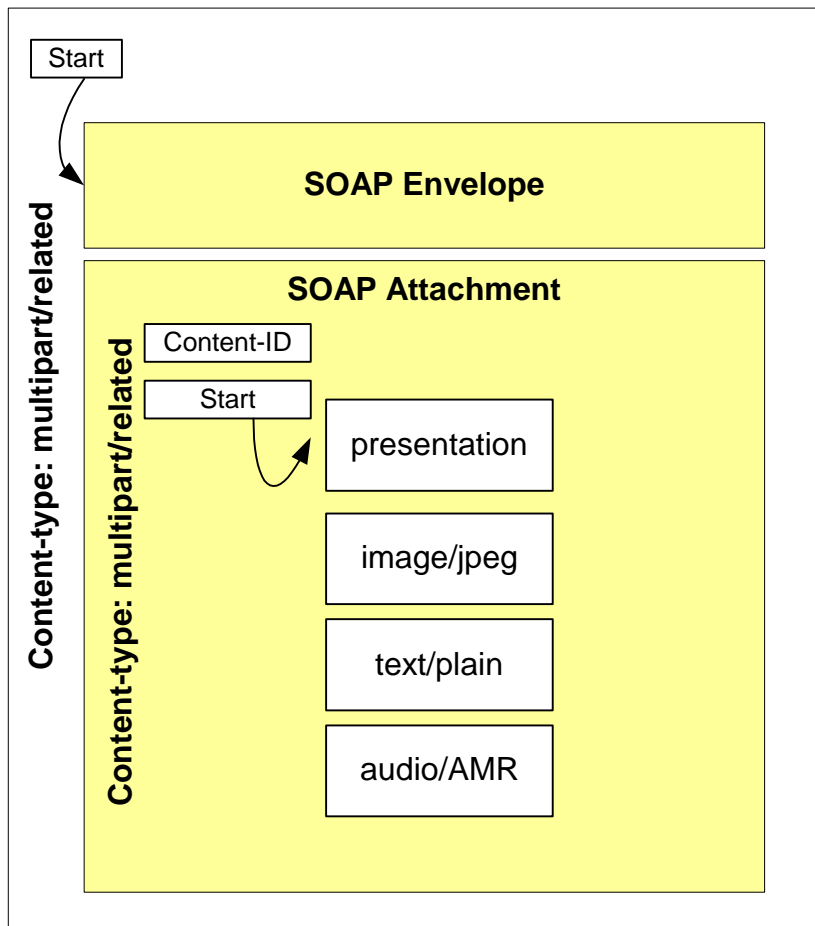 Start
SOAP Envelope
Content-type: multipart/related
SOAP Attachment
Content-ID
Start
Content-type: multipart/related
presentation
image/jpeg
text/plain
audio/AMR